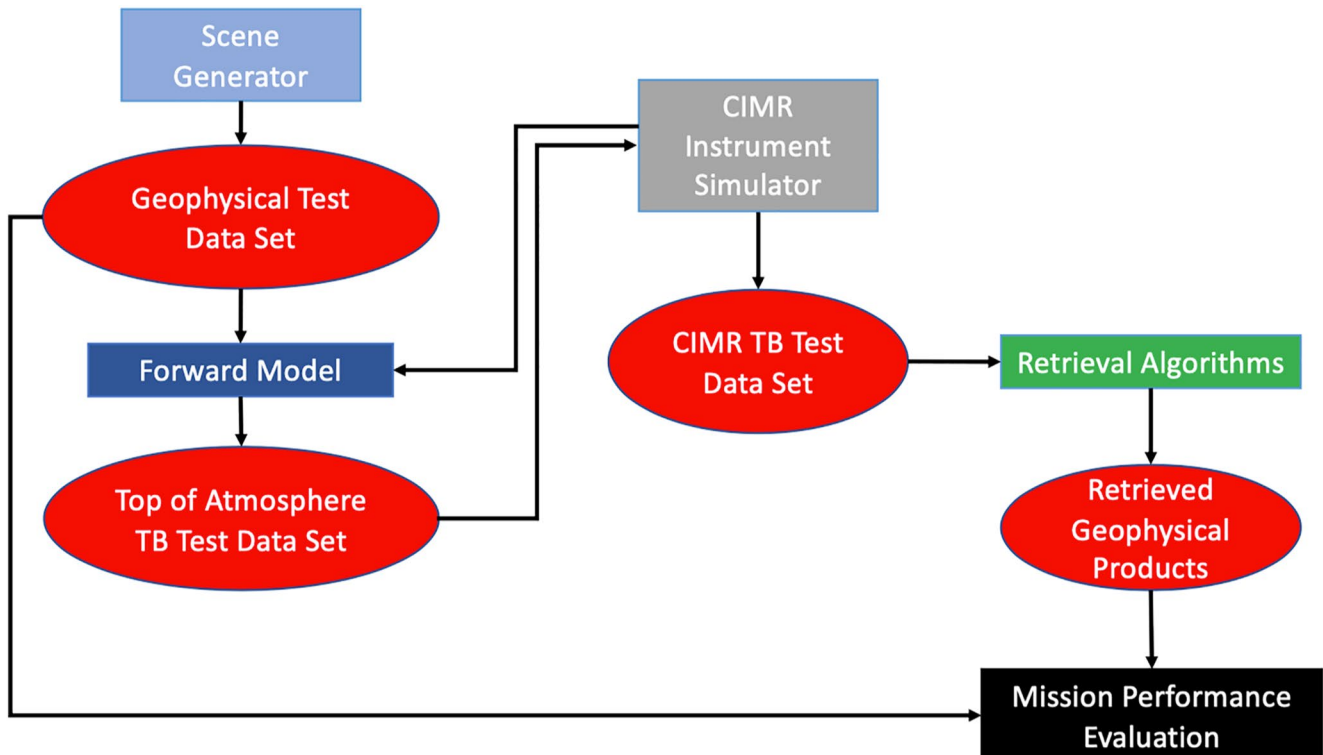 Scene
Generator
Geophysical Test
Data Set
Forward Model
Top of Atmosphere
TB Test Data Set
CIMR
Instrument
Simulator
CIMR TB Test
Data Set
Retrieval Algorithms
Retrieved
Geophysical
Products
Mission Performance
Evaluation